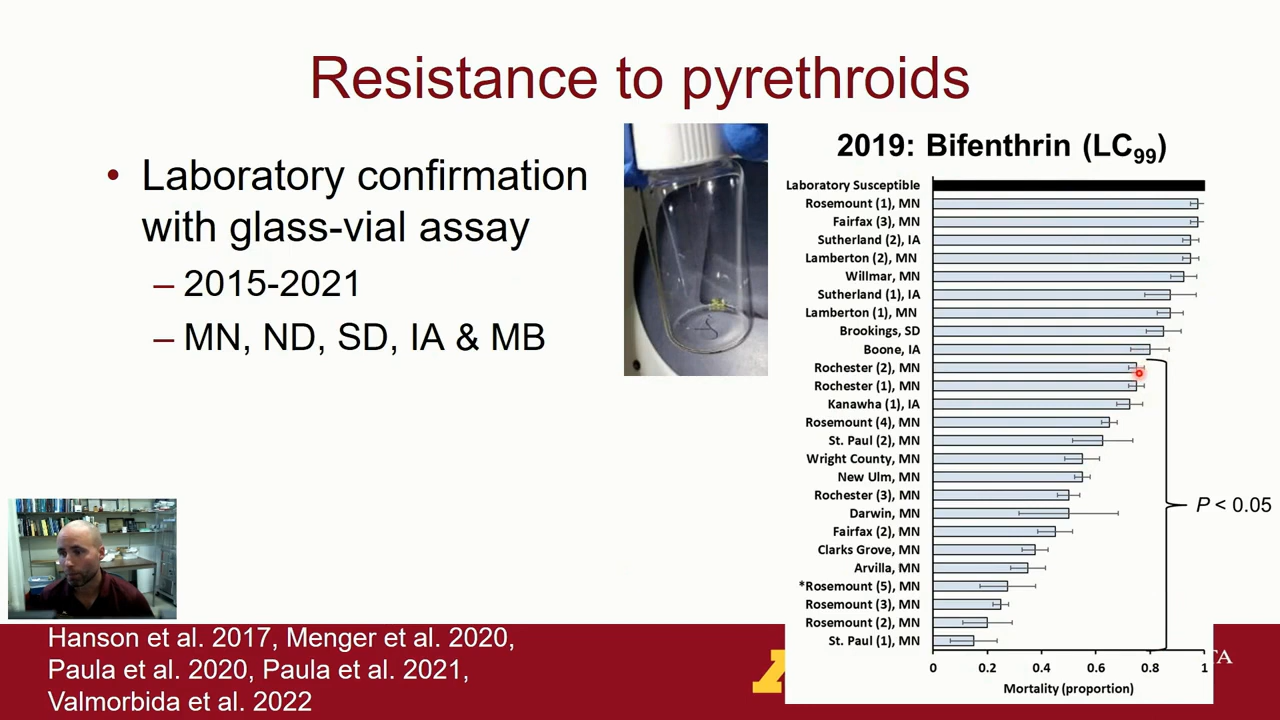 Resistance to pyrethroids
• Laboratory confirmation
with glass-vial assay
– 2015-2021
– MN, ND, SD, IA & MB
2019: Bifenthrin (LC99)
Laboratory Susceptible
Rosemount (1), MN
Fairfax (3), MN
Sutherland (2), IA
Lamberton (2), MN
Willmar, MN
Sutherland (1), IA
Lamberton (1), MN
Brookings, SD
Boone, IA
Rochester (2), MN
Rochester (1), MN
Kanawha (1), IA
Rosemount (4), MN
St. Paul (2), MN
Wright County, MN
New Ulm, MN
Rochester (3), MN
Darwin, MN
Fairfax (2), MN
Clarks Grove, MN
Arvilla, MN
*Rosemount (5), MN
Rosemount (3), MN
Rosemount (2), MN
St. Paul (1), MN
P < 0.05
0 0.2 0.4 0.6 0.8 1
Mortality (proportion)
Hanson et al. 2017, Menger et al. 2020,
Paula et al. 2020, Paula et al. 2021,
Valmorbida et al. 2022